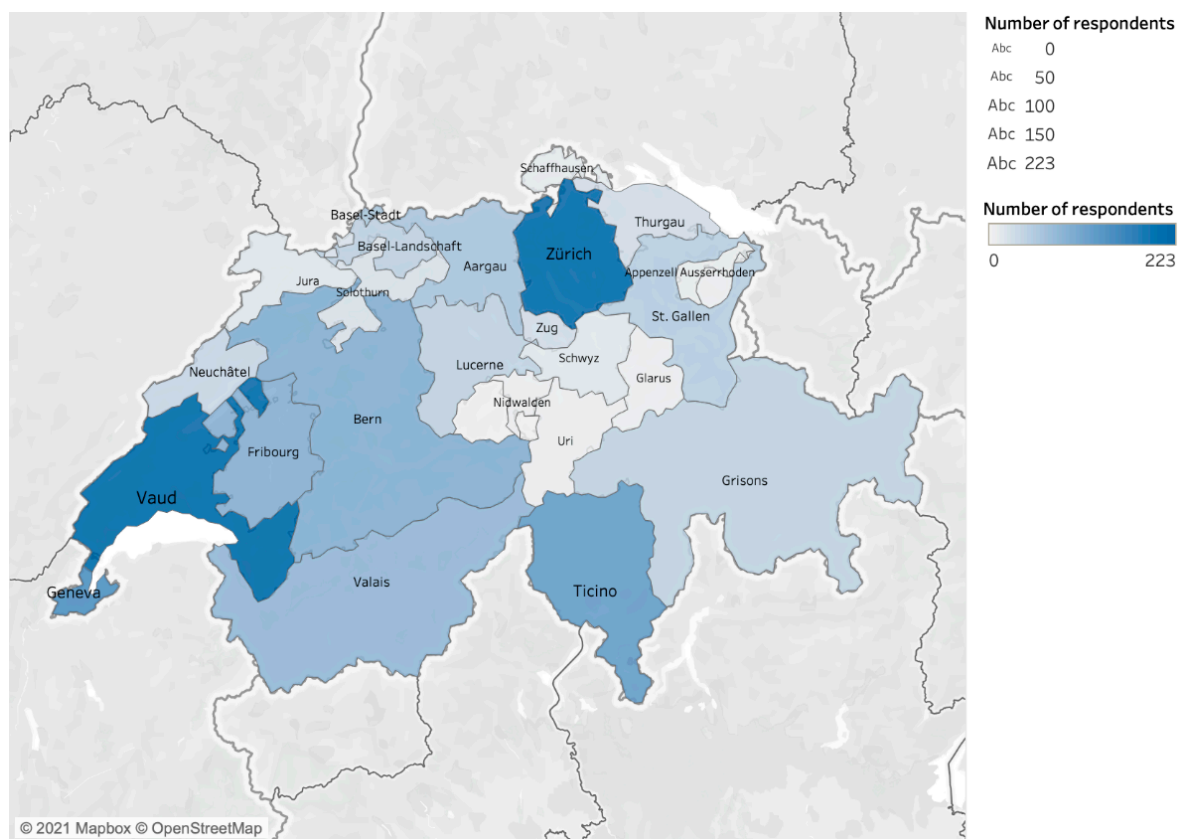 Number of respondents
Abc 0
Abc 50
Abc 100
Abc 150
Abc 223
Number of respondents
0 223
Schaffhausen
Basel-Stadt
Thurgau
Basel-Landschaft
Zürich
Aargau
Appenzell Ausserrhoden
Jura
Solothurn
St. Gallen
Zug
Schwyz
Lucerne
Neuchâtel
Glarus
Nidwalden
Bern
Uri
Fribourg
Grisons
Vaud
Valais
Ticino
Geneva
© 2021 Mapbox © OpenStreetMap